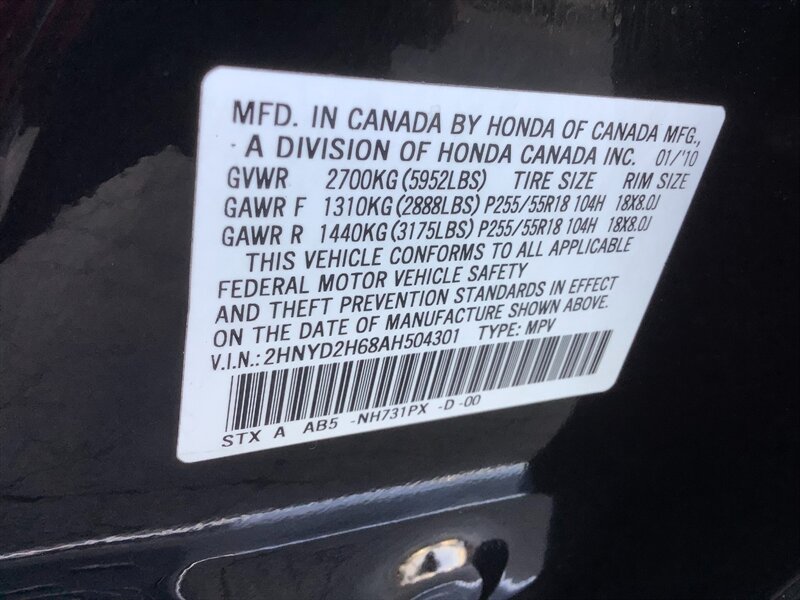 MFD. IN CANADA BY HONDA OF CANADA MFG.,
A DIVISION OF HONDA CANADA INC. 01/'10
GVWR 2700KG (5952LBS) TIRE SIZE RIM SIZE
GAWR F 1310KG (2888LBS) P255/55R18 104H 18X8.0J
GAWR R 1440KG (3175LBS) P255/55R18 104H 18X8.0J
THIS VEHICLE CONFORMS TO ALL APPLICABLE
FEDERAL MOTOR VEHICLE SAFETY
AND THEFT PREVENTION STANDARDS IN EFFECT
ON THE DATE OF MANUFACTURE SHOWN ABOVE.
V.I.N.: 2HNYD2H68AH504301 TYPE: MPV
STX A AB5 -NH731PX -D -00